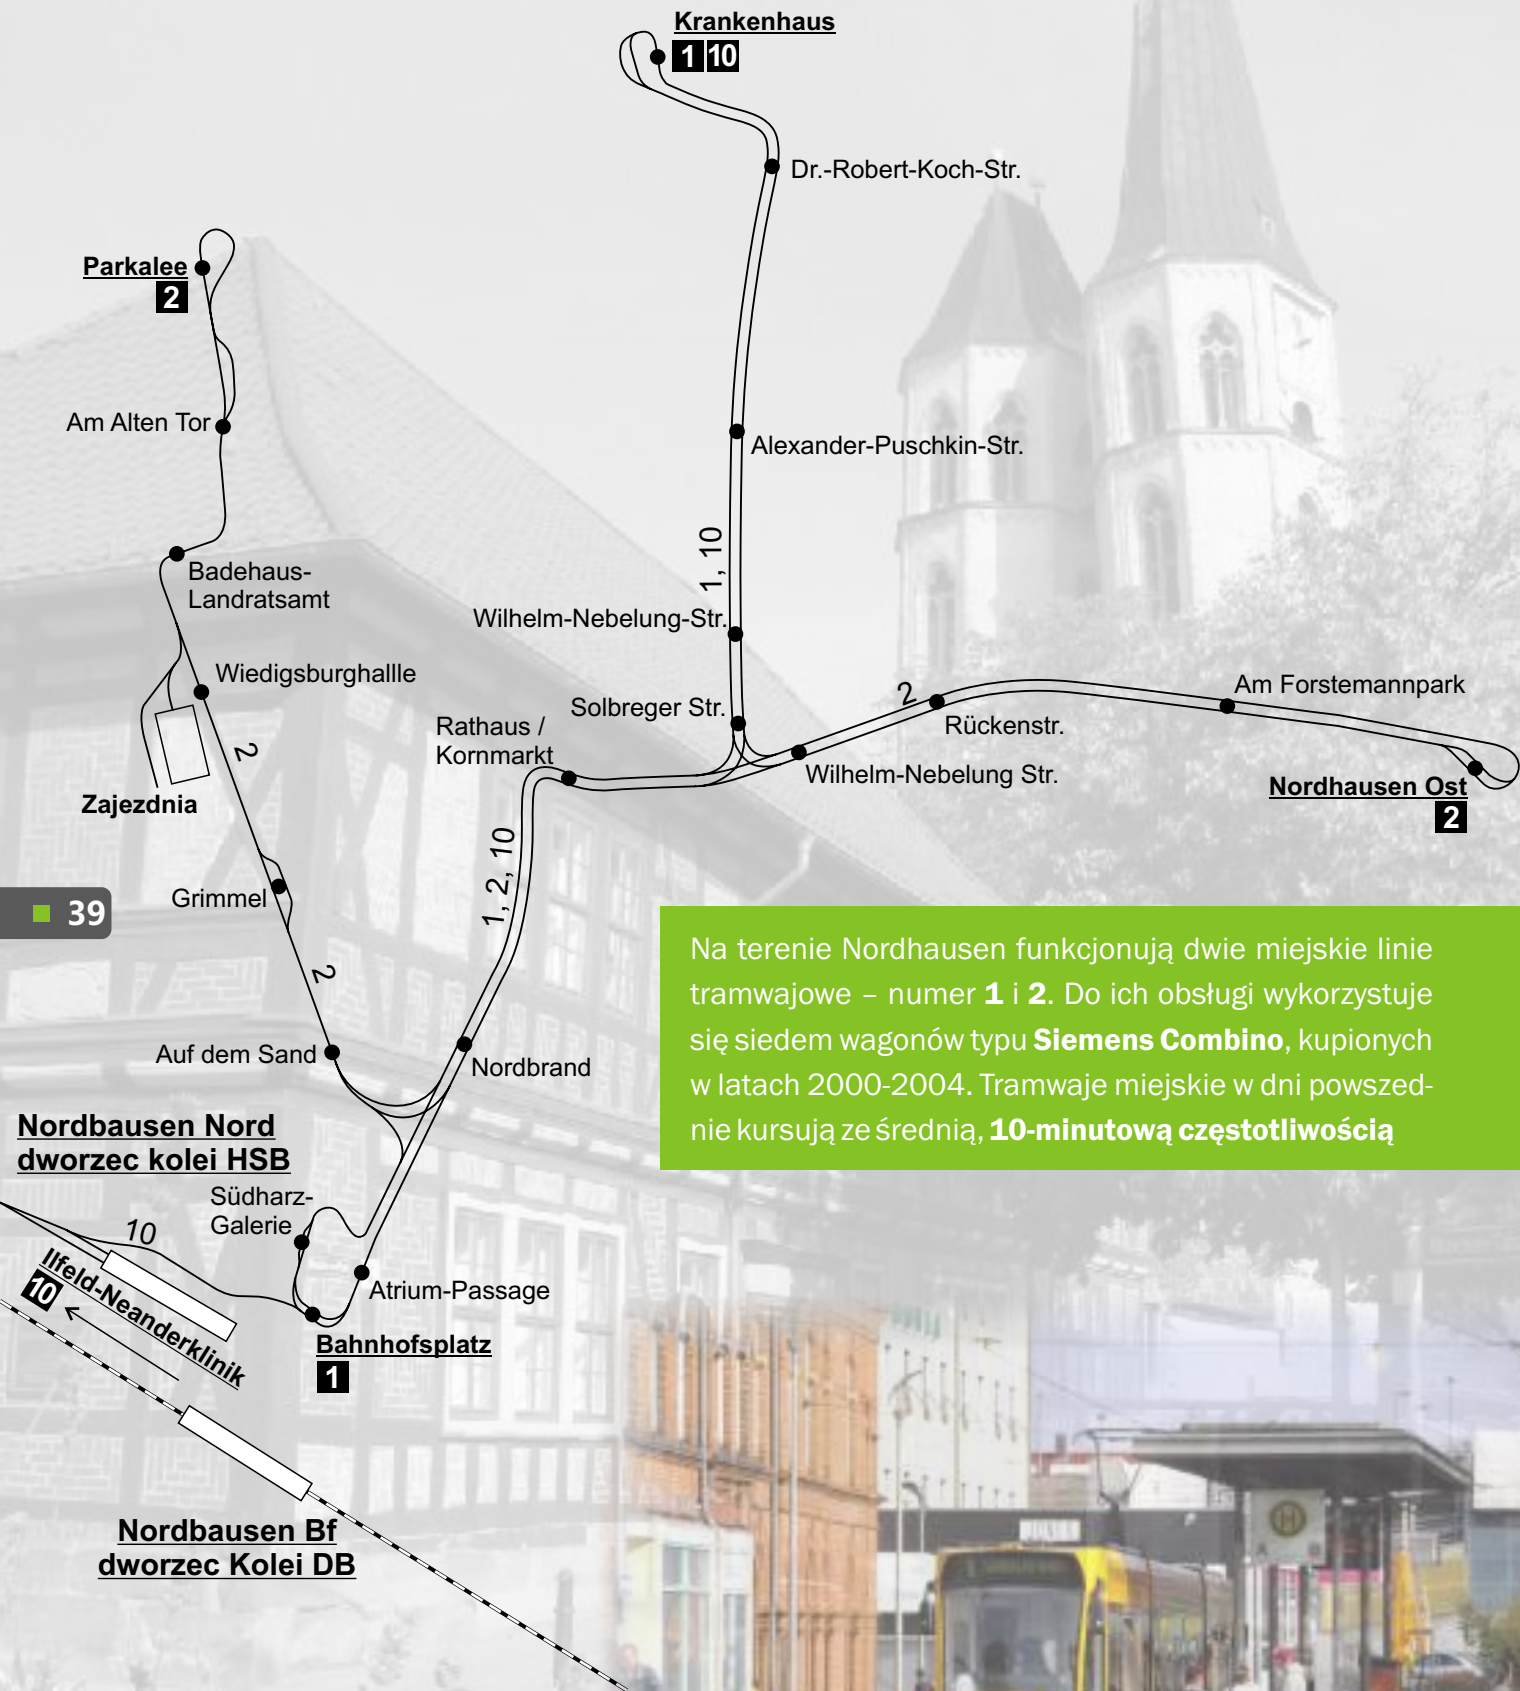 Krankenhaus
1 10
Dr.-Robert-Koch-Str.
Parkalee
2
Am Alten Tor
Alexander-Puschkin-Str.
1, 10
Badehaus-
Landratsamt
Wilhelm-Nebelung-Str.
Wiedigsburghallle
Solbreger Str.
2
Am Forstemannpark
Rathaus /
Kornmarkt
Rückenstr.
2
Wilhelm-Nebelung Str.
Nordhausen Ost
2
Zajezdnia
1, 2, 10
Grimmel
39
2
Na terenie Nordhausen funkcjonują dwie miejskie linie
tramwajowe – numer 1 i 2. Do ich obsługi wykorzystuje
się siedem wagonów typu Siemens Combino, kupionych
w latach 2000-2004. Tramwaje miejskie w dni powszed-
nie kursują ze średnią, 10-minutową częstotliwością
Auf dem Sand
Nordbrand
Nordbausen Nord
dworzec kolei HSB
Südharz-
Galerie
10
Ilfeld-Neanderklinik
10
Atrium-Passage
Bahnhofsplatz
1
Nordbausen Bf
dworzec Kolei DB
H